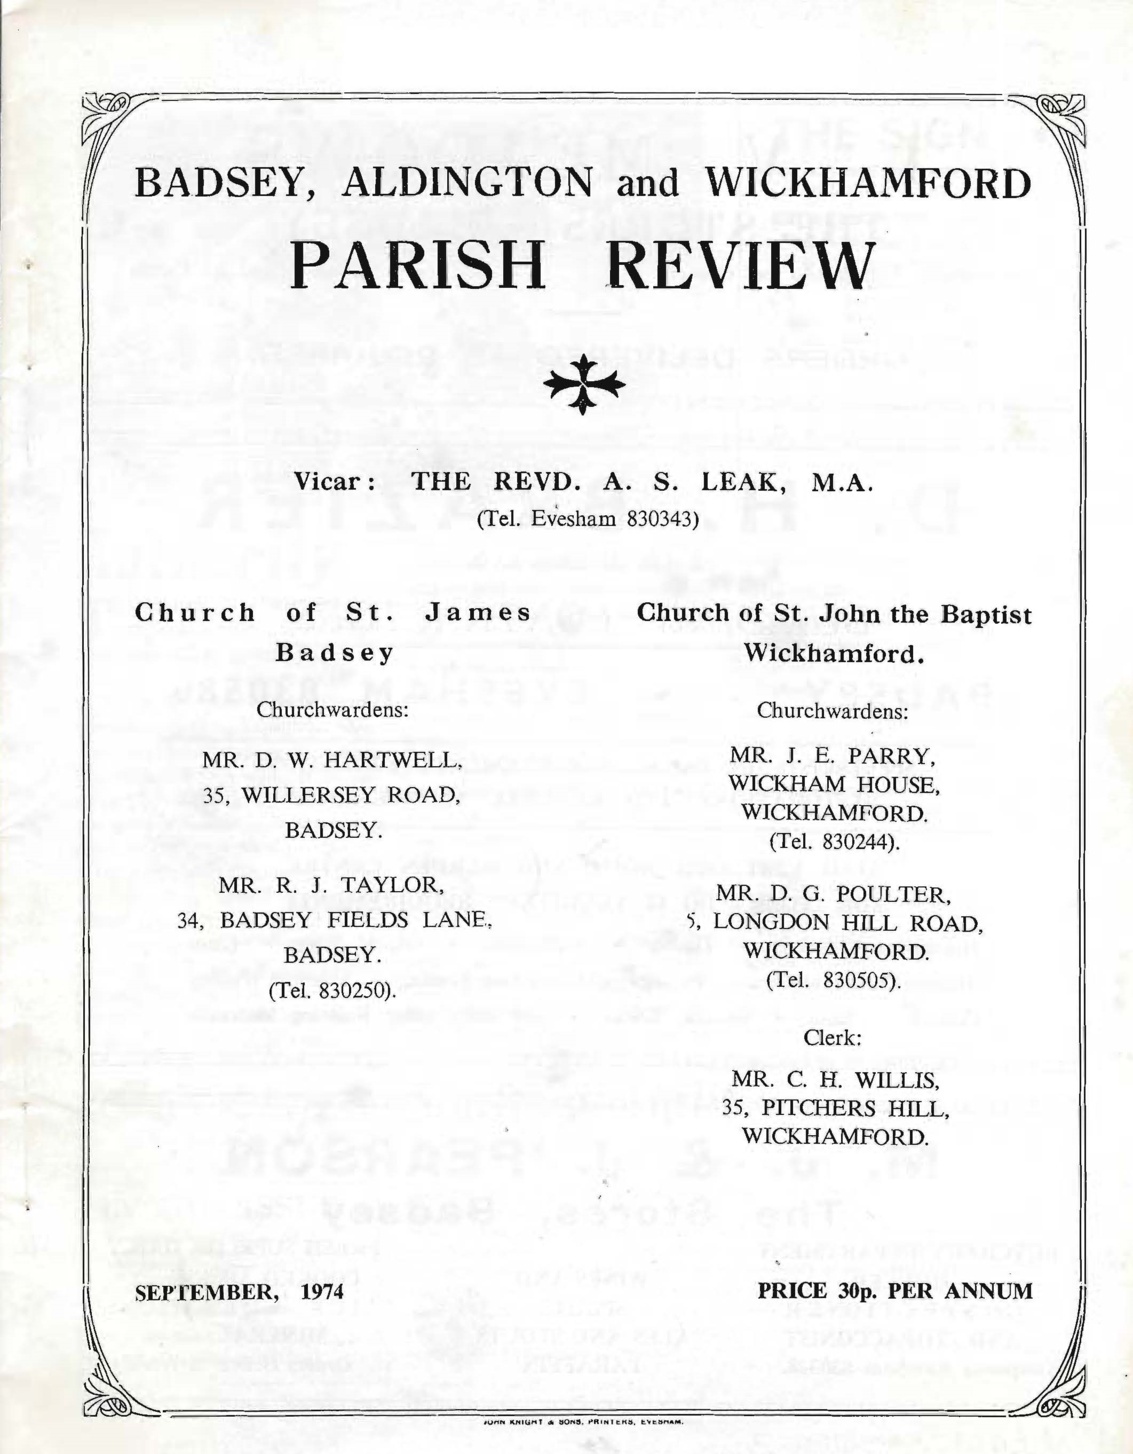 BADSEY, ALDINGTON and WICKHAMFORD
PARISH REVIEW
Vicar: THE REVD. A. S. LEAK, M.A.
(Tel. Evesham 830343)
Church of St. James
Badsey
Churchwardens:
MR. D. W. HARTWELL,
35, WILLERSEY ROAD,
BADSEY.
MR. R. J. TAYLOR,
34, BADSEY FIELDS LANE,
BADSEY.
(Tel. 830250).
Church of St. John the Baptist
Wickhamford.
Churchwardens:
MR. J. E. PARRY,
WICKHAM HOUSE,
WICKHAMFORD.
(Tel. 830244).
MR. D. G. POULTER,
5, LONGDON HILL ROAD,
WICKHAMFORD.
(Tel. 830505).
Clerk:
MR. C. H. WILLIS,
35, PITCHERS HILL,
WICKHAMFORD.
SEPTEMBER, 1974
PRICE 30p. PER ANNUM
JOHN KNIGHT & SONS, PRINTERS, EVESHAM.